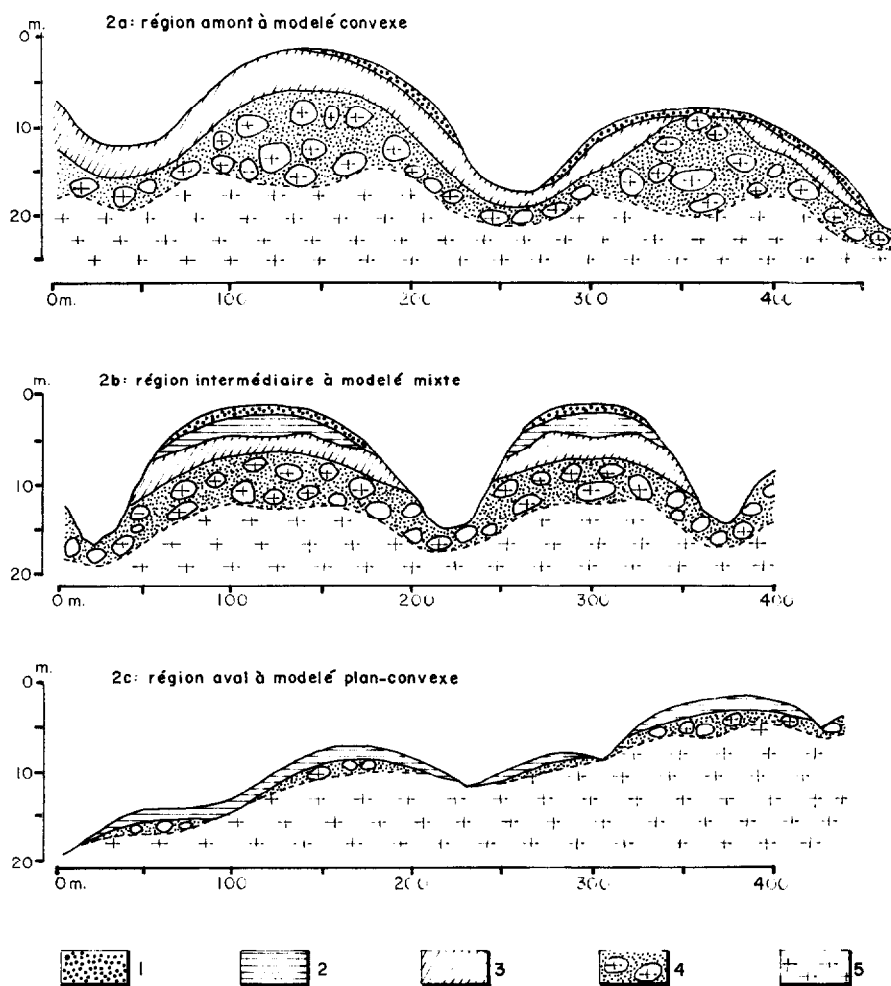 2a: région amont à modelé convexe
m.
0
10
20
0m. 100 200 300 400
2b: région intermédiaire à modelé mixte
m.
0
10
20
0m. 100 200 300 400
2c: région aval à modelé plan-convexe
m.
0
10
20
0m. 100 200 300 400
1 2 3 4 5